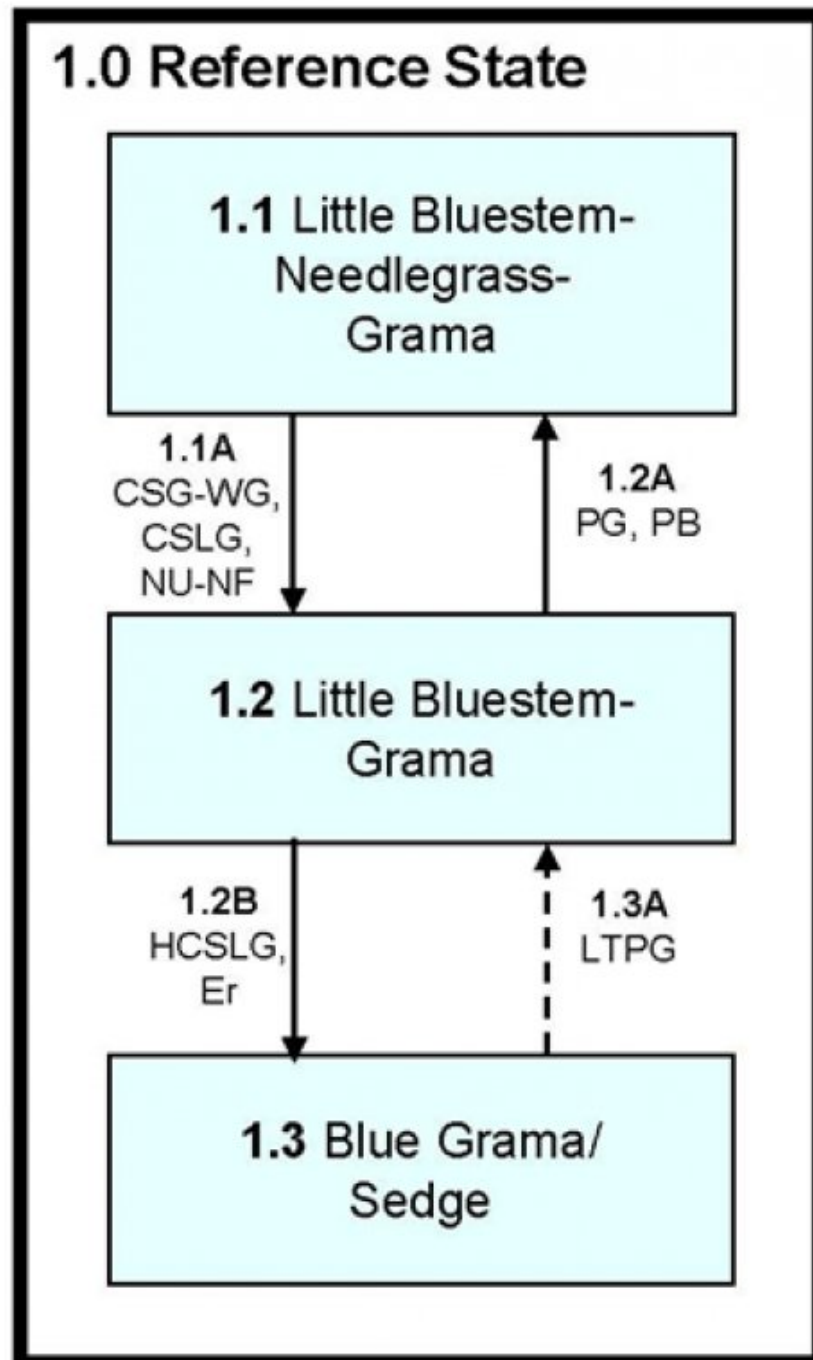 1.0 Reference State
1.1 Little Bluestem-
Needlegrass-
Grama
1.1A
CSG-WG,
CSLG,
NU-NF
1.2A
PG, PB
1.2 Little Bluestem-
Grama
1.2B
HCSLG,
Er
1.3A
LTPG
1.3 Blue Grama/
Sedge